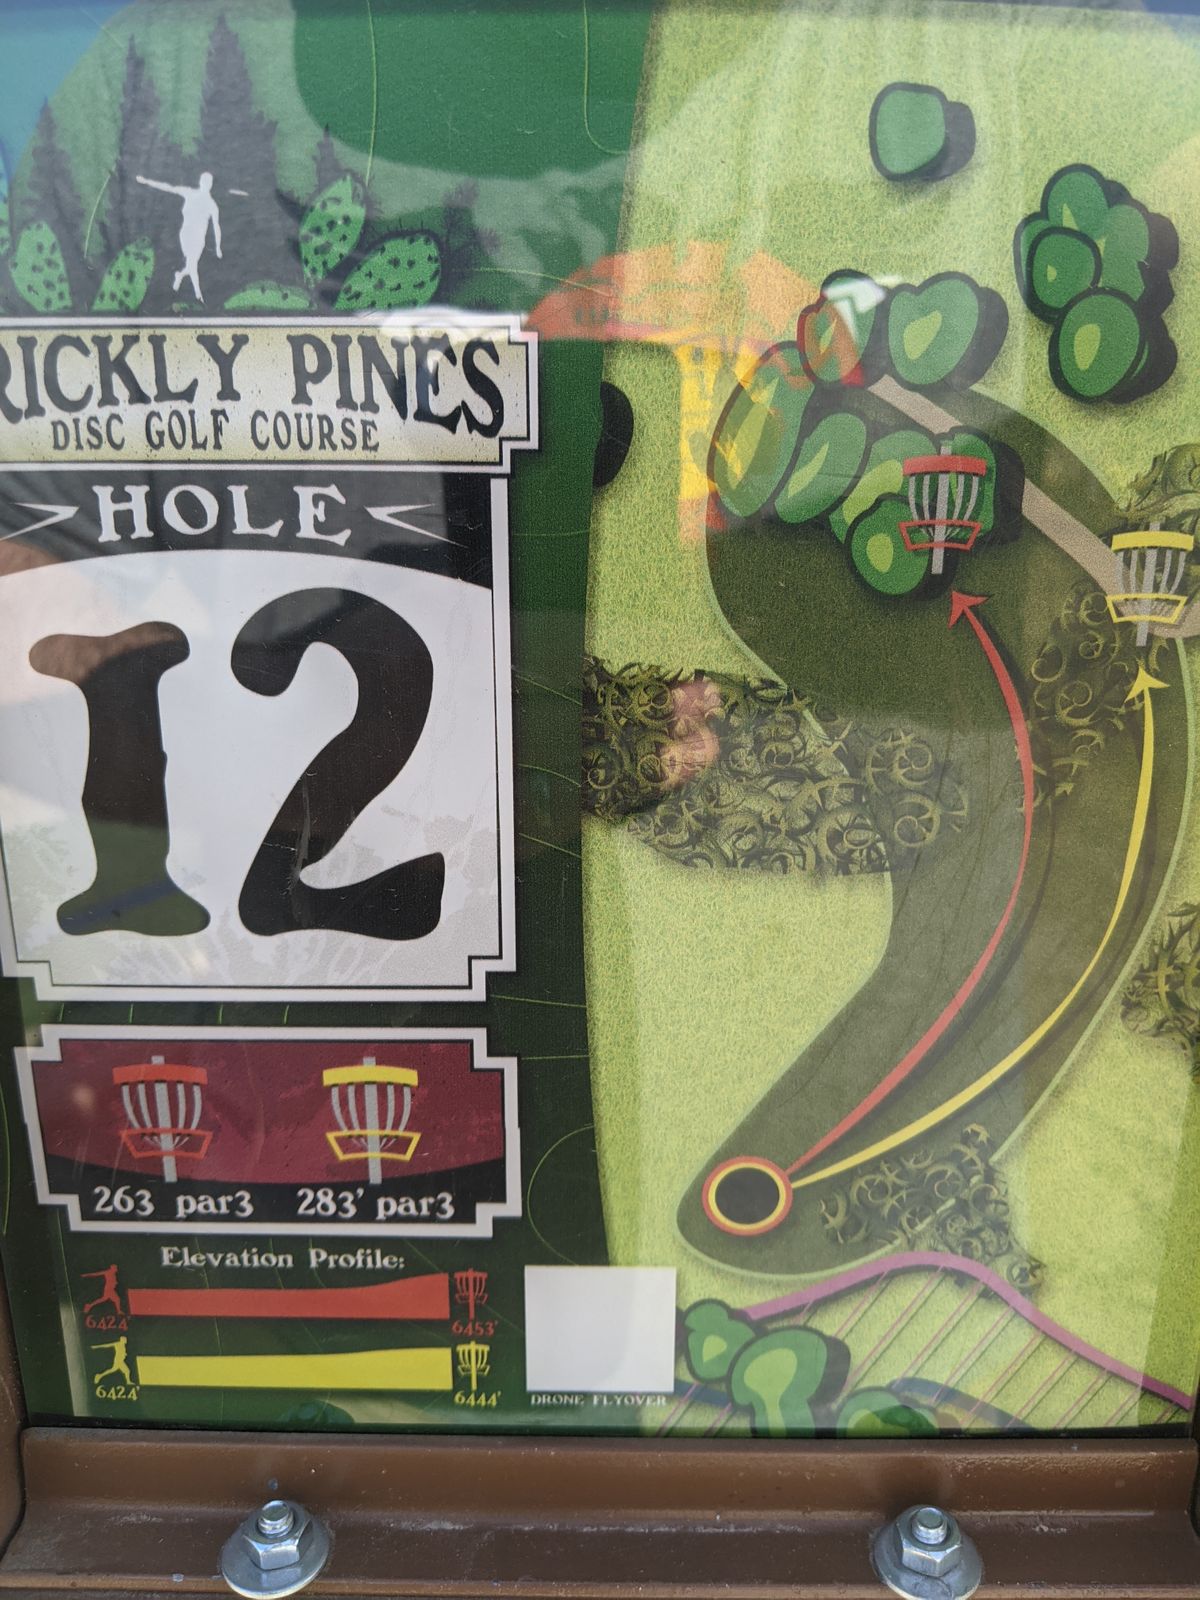 RICKLY PINES
DISC GOLF COURSE
HOLE
12
263 par3 283' par3
Elevation Profile:
6424' 6453'
6424' 6444'
DRONE FLYOVER